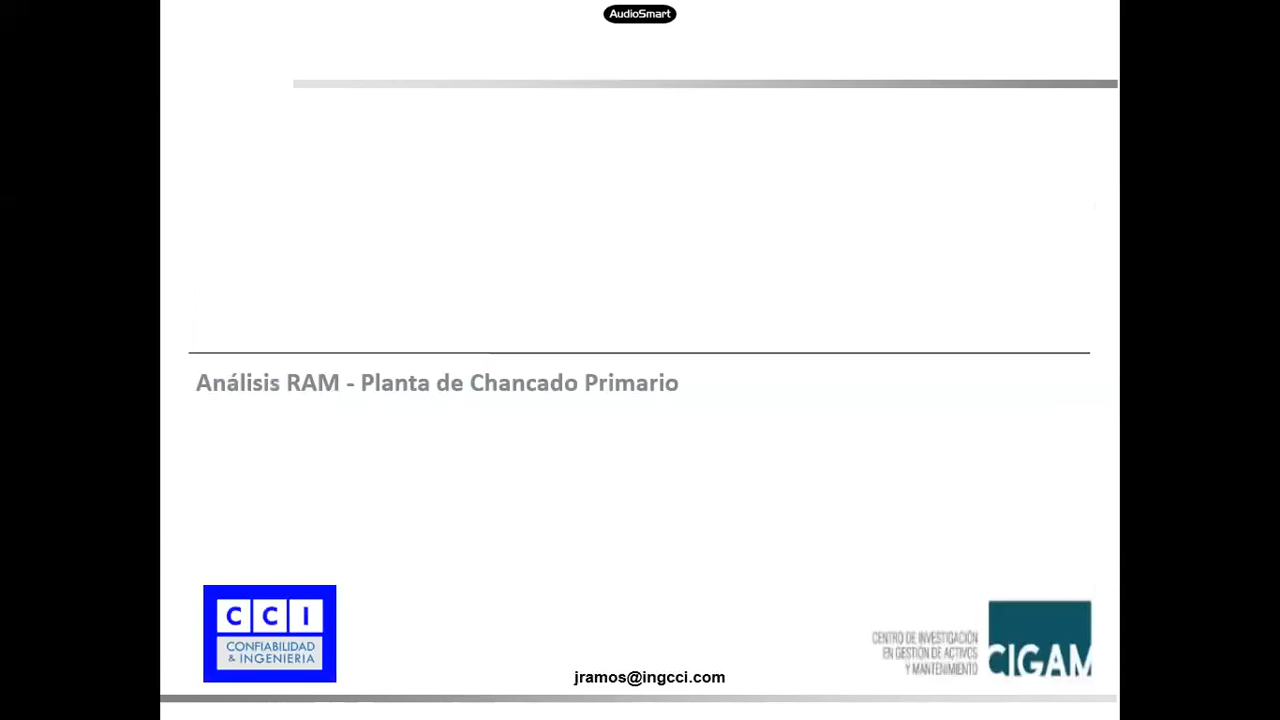 AudioSmart
Análisis RAM - Planta de Chancado Primario
CCI
CONFIABILIDAD
& INGENIERIA
CENTRO DE INVESTIGACIÓN
EN GESTIÓN DE ACTIVOS
Y MANTENIMIENTO
CIGAM
jramos@ingcci.com